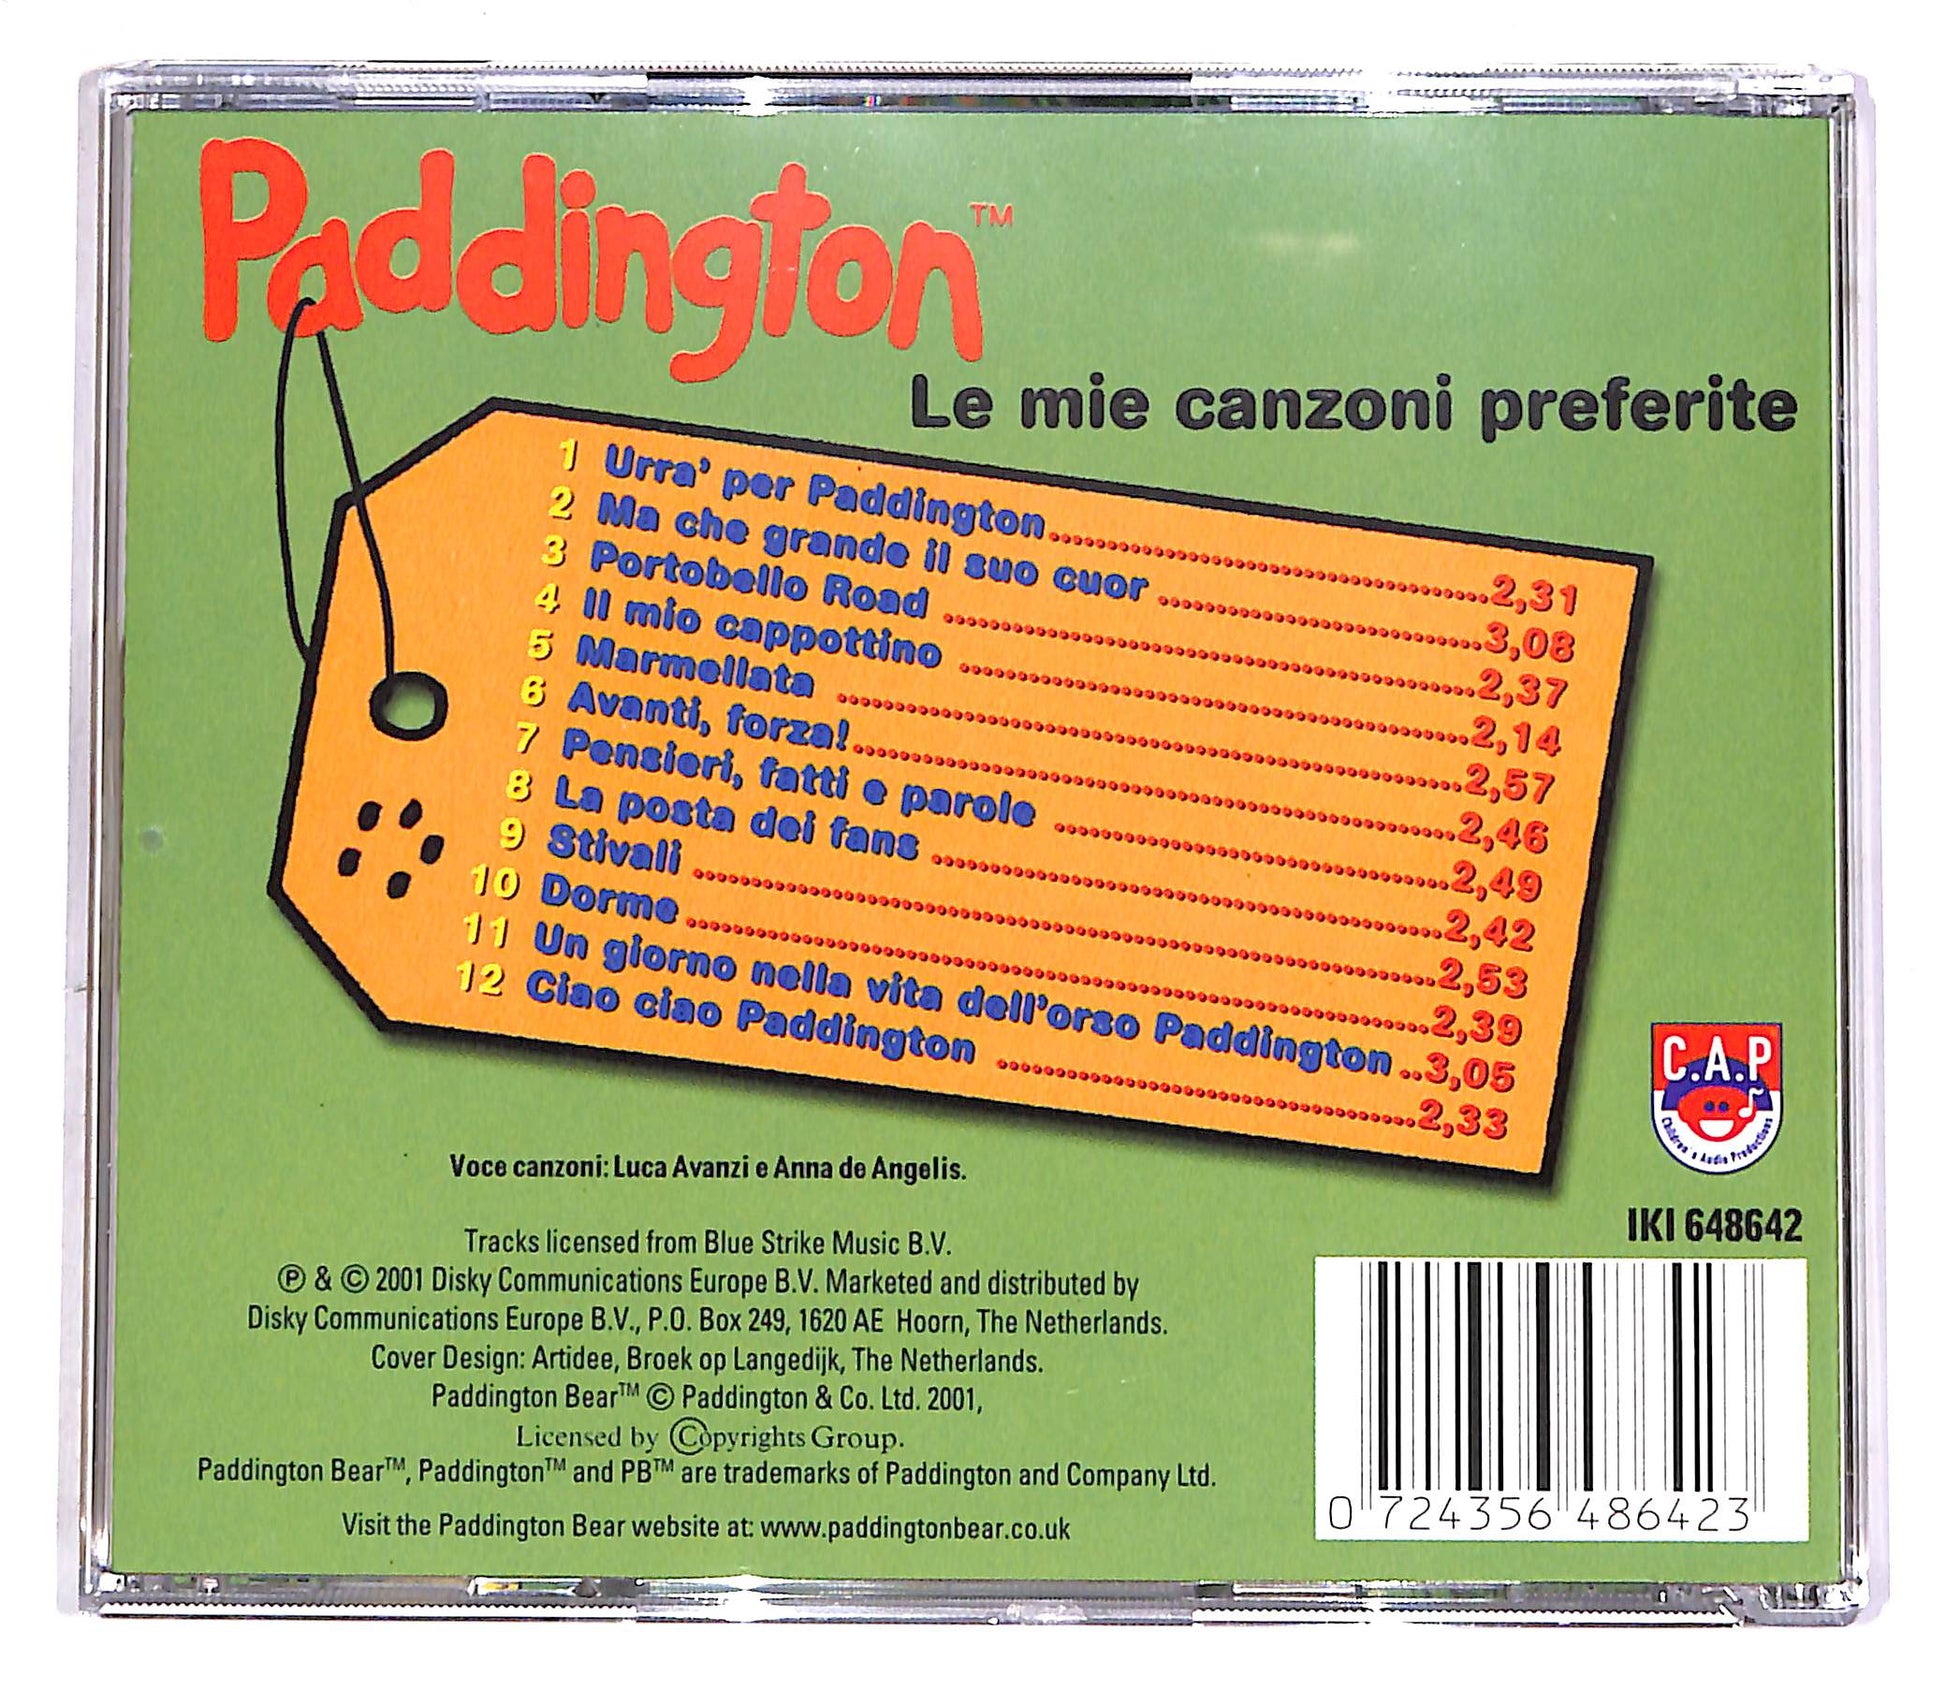 Paddington™
Le mie canzoni preferite
1 Urra' per Paddington 2,31
2 Ma che grande il suo cuor 3,08
3 Portobello Road 2,37
4 Il mio cappottino 2,14
5 Marmellata 2,57
6 Avanti, forza! 2,46
7 Pensieri, fatti e parole 2,49
8 La posta dei fans 2,42
9 Stivali 2,53
10 Dorme 2,39
11 Un giorno nella vita dell'orso Paddington 3,05
12 Ciao ciao Paddington 2,33
C.A.P
Children's Audio Productions
Voce canzoni: Luca Avanzi e Anna de Angelis.
IKI 648642
Tracks licensed from Blue Strike Music B.V.
℗ & © 2001 Disky Communications Europe B.V. Marketed and distributed by
Disky Communications Europe B.V., P.O. Box 249, 1620 AE Hoorn, The Netherlands.
Cover Design: Artidee, Broek op Langedijk, The Netherlands.
Paddington Bear™ © Paddington & Co. Ltd. 2001,
Licensed by ©opyrights Group.
Paddington Bear™, Paddington™ and PB™ are trademarks of Paddington and Company Ltd.
Visit the Paddington Bear website at: www.paddingtonbear.co.uk
0 724356 486423